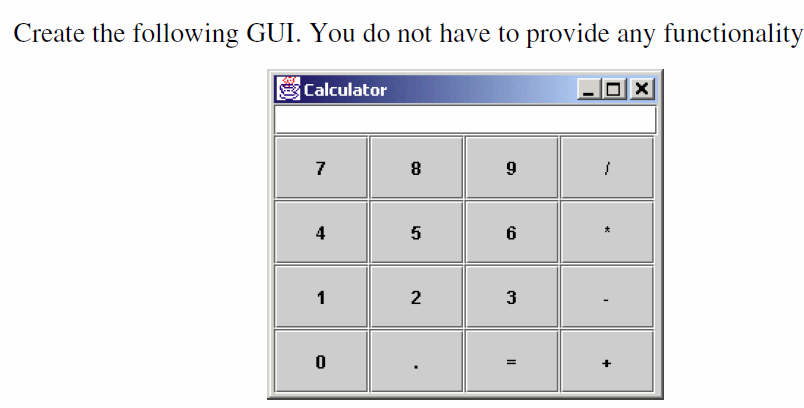 Create the following GUI. You do not have to provide any functionality
Calculator
7 8 9 /
4 5 6 *
1 2 3 -
0 . = +